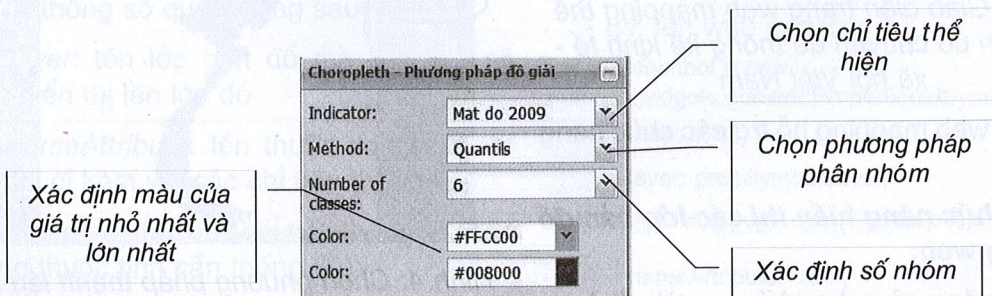 Chọn chỉ tiêu thể
hiện
Choropleth - Phương pháp đồ giải
Indicator: Mat do 2009
Method: Quantils
Chọn phương pháp
phân nhóm
Number of
classes: 6
Xác định màu của
giá trị nhỏ nhất và
lớn nhất
Color: #FFCC00
Color: #008000
Xác định số nhóm